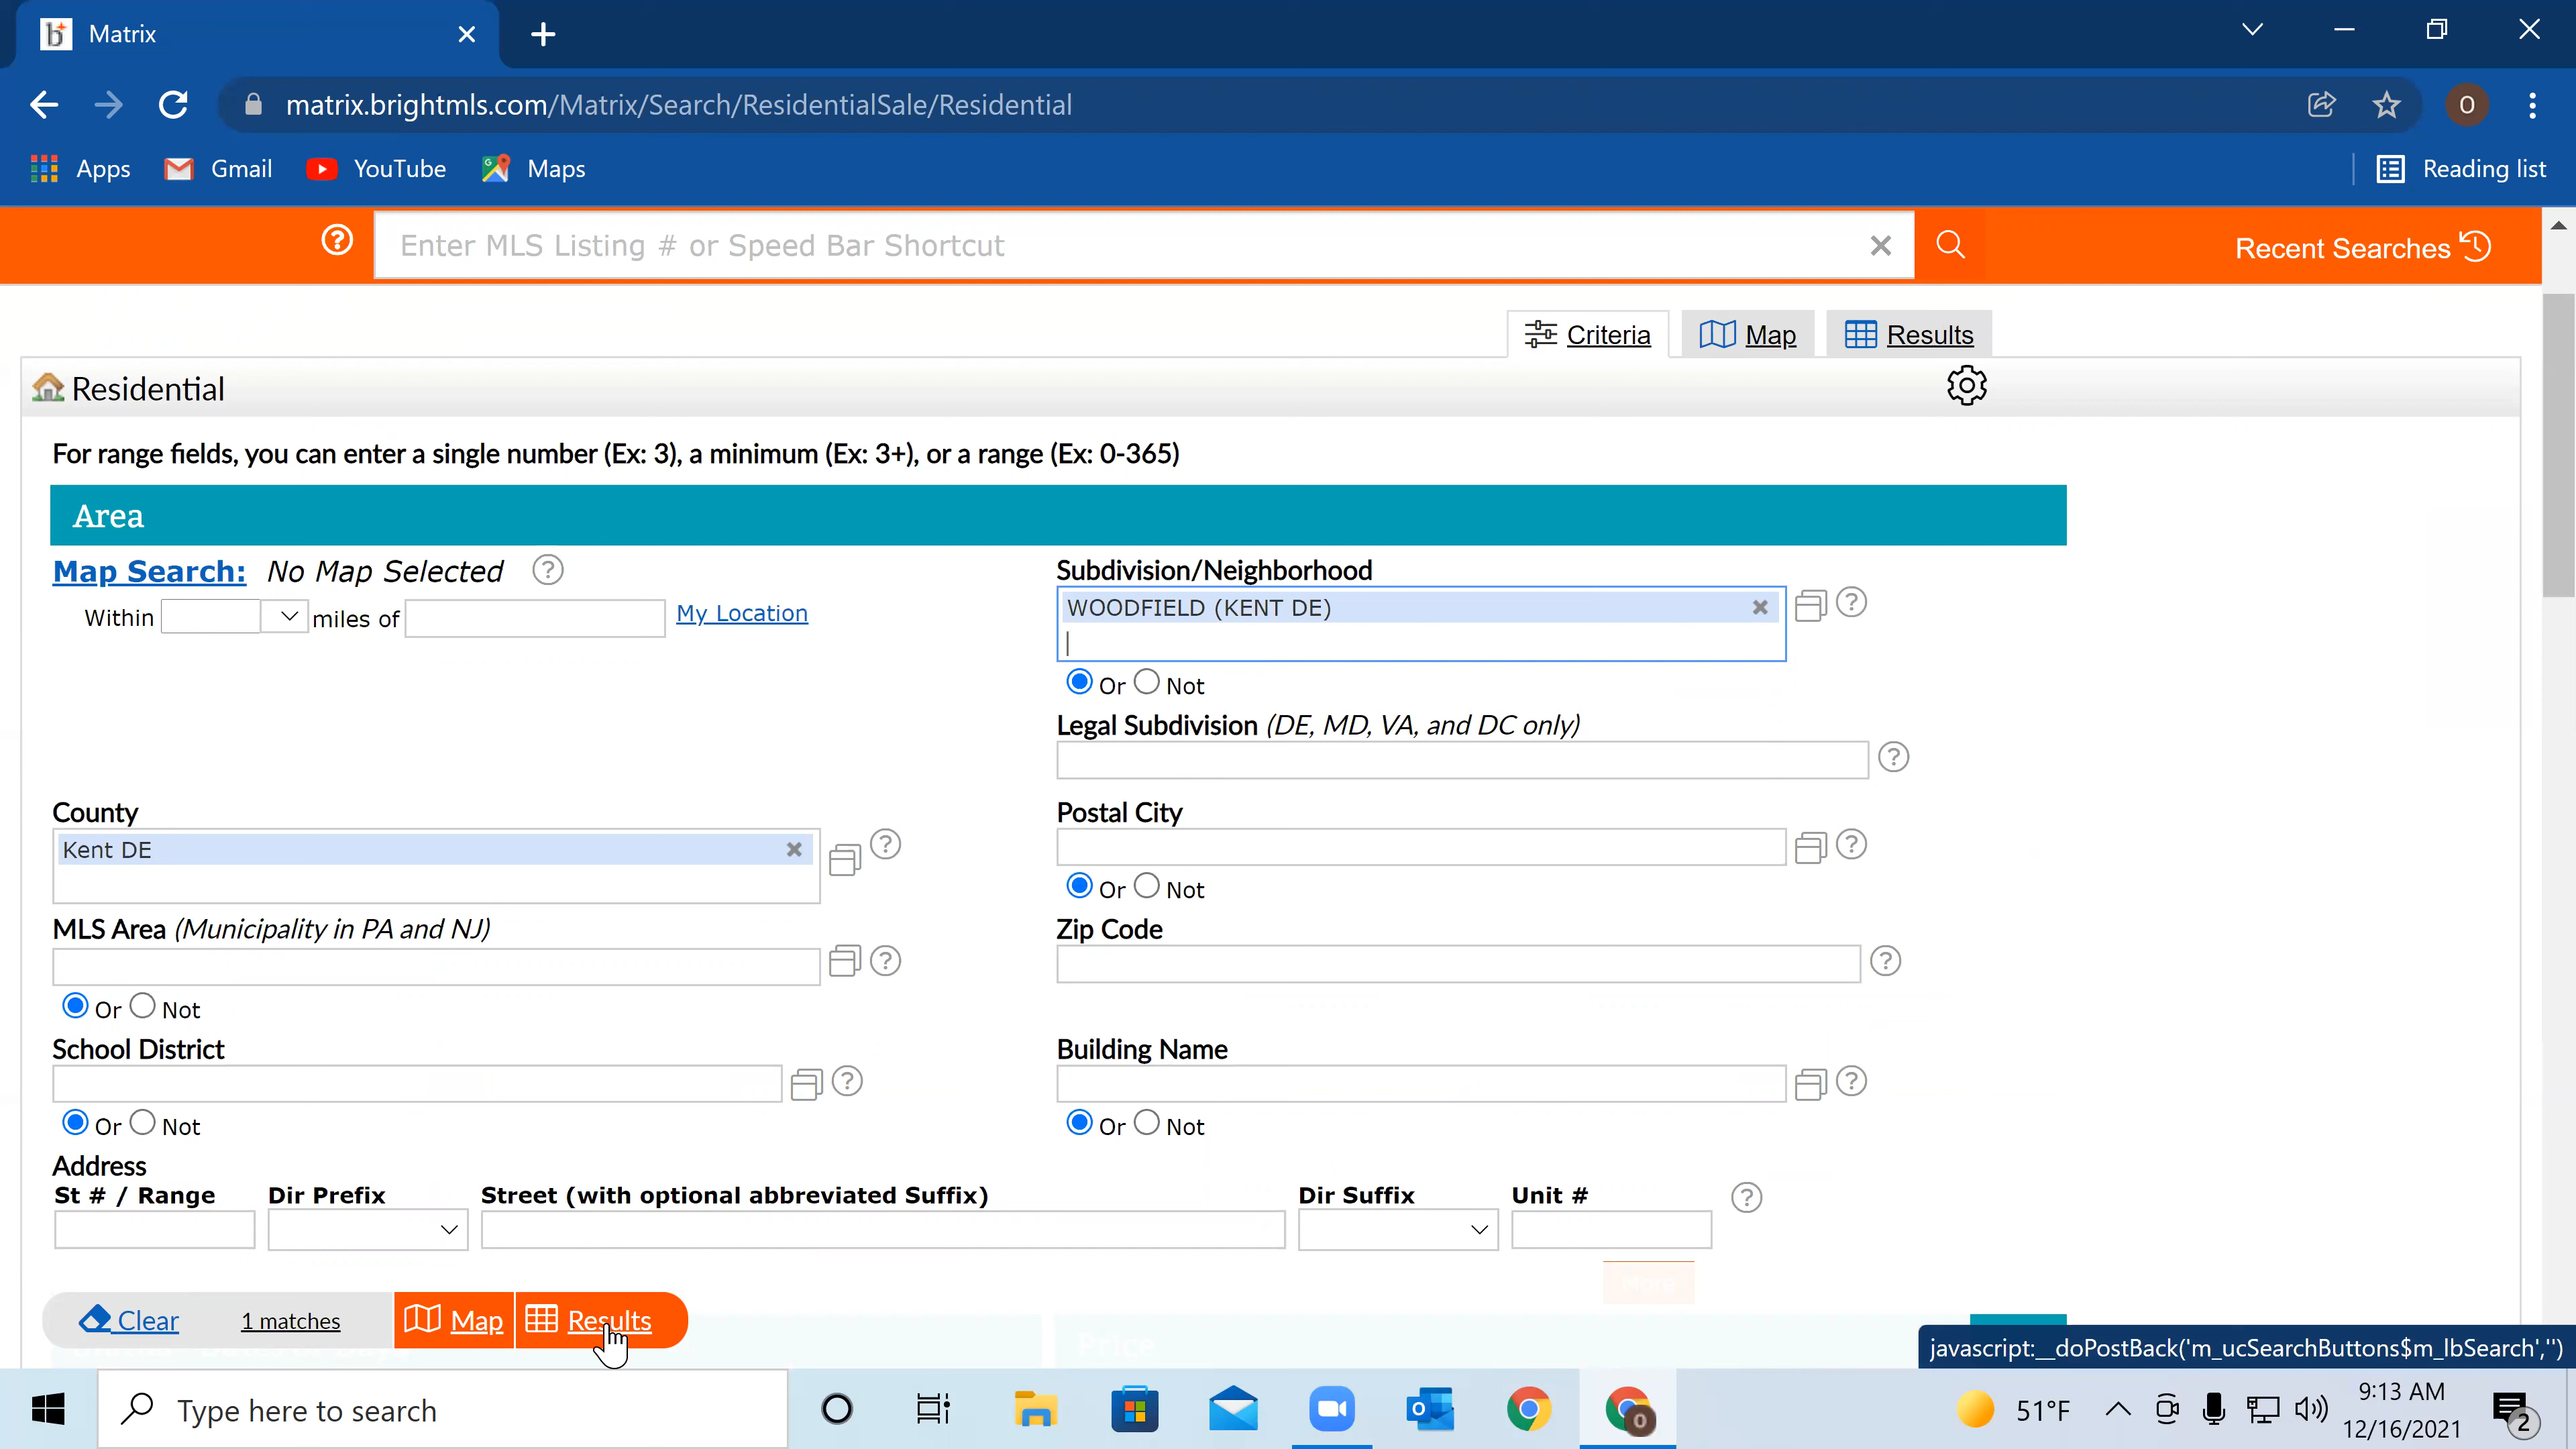 Matrix
matrix.brightmls.com/Matrix/Search/ResidentialSale/Residential
O
Apps Gmail YouTube Maps Reading list
Enter MLS Listing # or Speed Bar Shortcut
Recent Searches
Criteria Map Results
Residential
For range fields, you can enter a single number (Ex: 3), a minimum (Ex: 3+), or a range (Ex: 0-365)
Area
Map Search: No Map Selected
Within miles of My Location
Subdivision/Neighborhood
WOODFIELD (KENT DE)
Or Not
Legal Subdivision (DE, MD, VA, and DC only)
County
Kent DE
Postal City
Or Not
MLS Area (Municipality in PA and NJ)
Or Not
Zip Code
School District
Or Not
Building Name
Or Not
Address
St # / Range Dir Prefix Street (with optional abbreviated Suffix) Dir Suffix Unit #
Clear 1 matches Map Results
Price
javascript:__doPostBack('m_ucSearchButtons$m_lbSearch','')
Type here to search
51°F
9:13 AM
12/16/2021
2